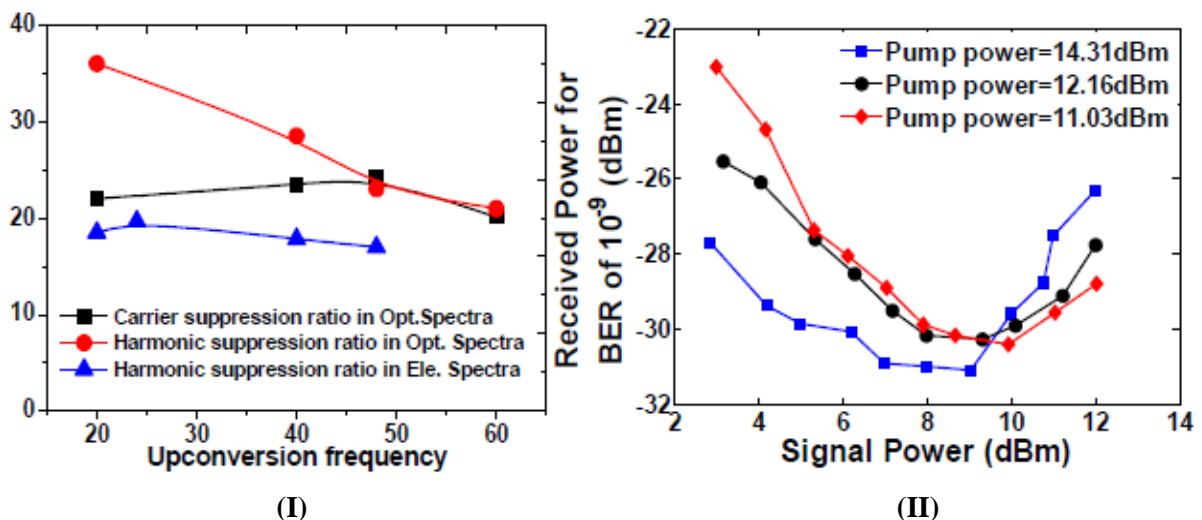 40
30
20
10
0
20
40
60
Upconversion frequency
Carrier suppression ratio in Opt.Spectra
Harmonic suppression ratio in Opt. Spectra
Harmonic suppression ratio in Ele. Spectra
(I)
Received Power for
BER of 10⁻⁹ (dBm)
-22
-24
-26
-28
-30
-32
2
4
6
8
10
12
14
Signal Power (dBm)
Pump power=14.31dBm
Pump power=12.16dBm
Pump power=11.03dBm
(II)